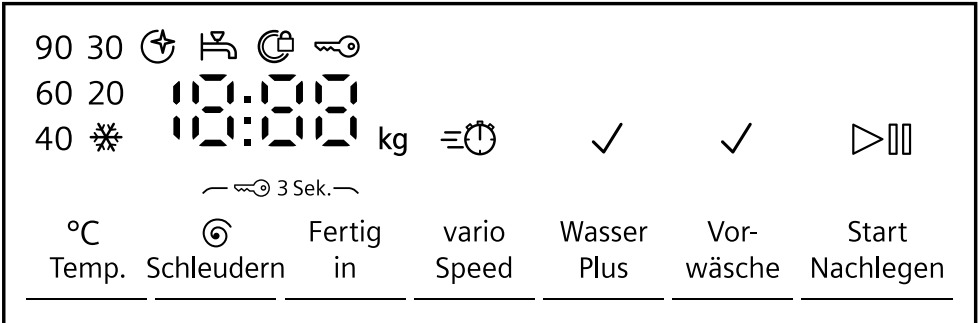 90 30
60 20
18:88
40
kg
3 Sek.
°C
Temp.
Schleudern
Fertig
in
vario
Speed
Wasser
Plus
Vor-
wäsche
Start
Nachlegen